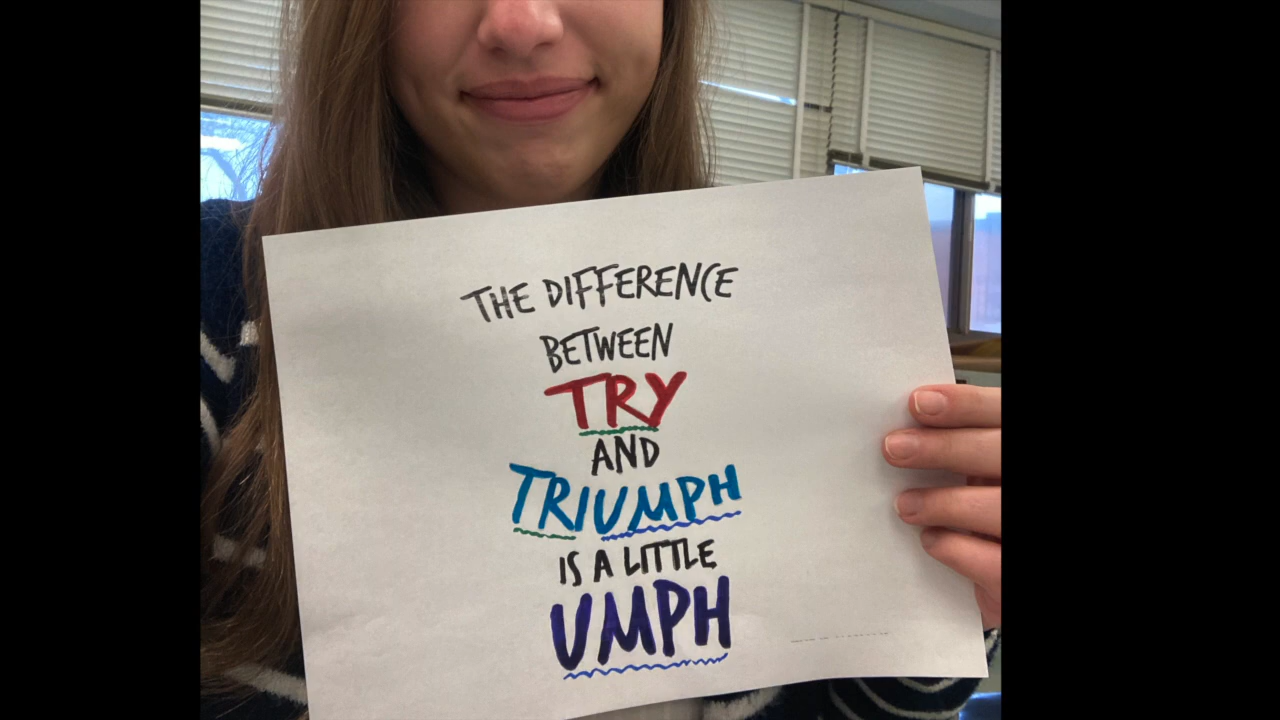 THE DIFFERENCE
BETWEEN
TRY
AND
TRIUMPH
IS A LITTLE
UMPH